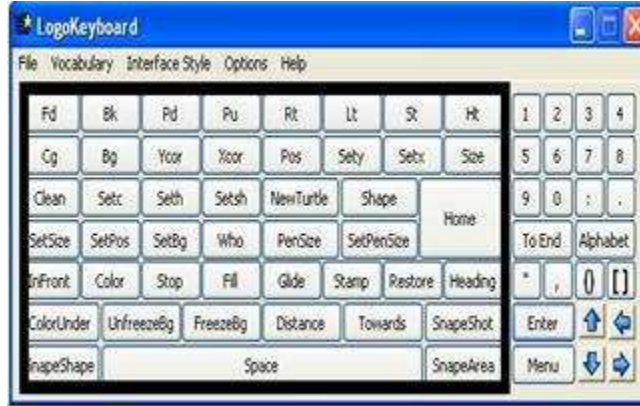 LogoKeyboard
File Vocabulary Interface Style Options Help
Fd Bk Pd Pu Rt Lt St Ht 1 2 3 4
Cg Bg Ycor Xcor Pos Sety Setx Size 5 6 7 8
Clean Setc Seth Setsh NewTurtle Shape Home 9 0 : .
SetSize SetPos SetBg Who PenSize SetPenSize To End Alphabet
InFront Color Stop Fill Glide Stamp Restore Heading " , () []
ColorUnder UnfreezeBg FreezeBg Distance Towards SnapeShot Enter
SnapeShape Space SnapeArea Menu